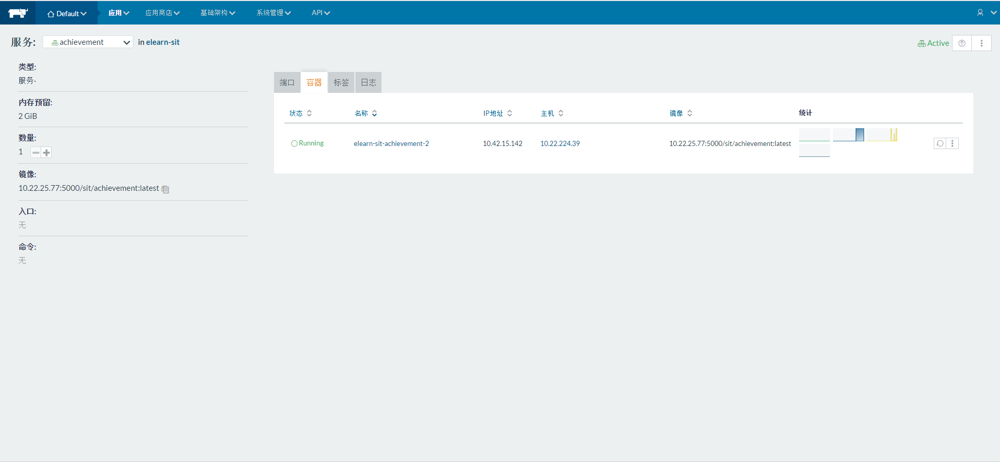 Default 应用 应用商店 基础架构 系统管理 API
服务: achievement in elearn-sit Active
类型:
服务·
内存预留:
2 GiB
数量:
1
镜像:
10.22.25.77:5000/sit/achievement:latest
入口:
无
命令:
无
端口 容器 标签 日志
状态 名称 IP地址 主机 镜像 统计
Running elearn-sit-achievement-2 10.42.15.142 10.22.224.39 10.22.25.77:5000/sit/achievement:latest